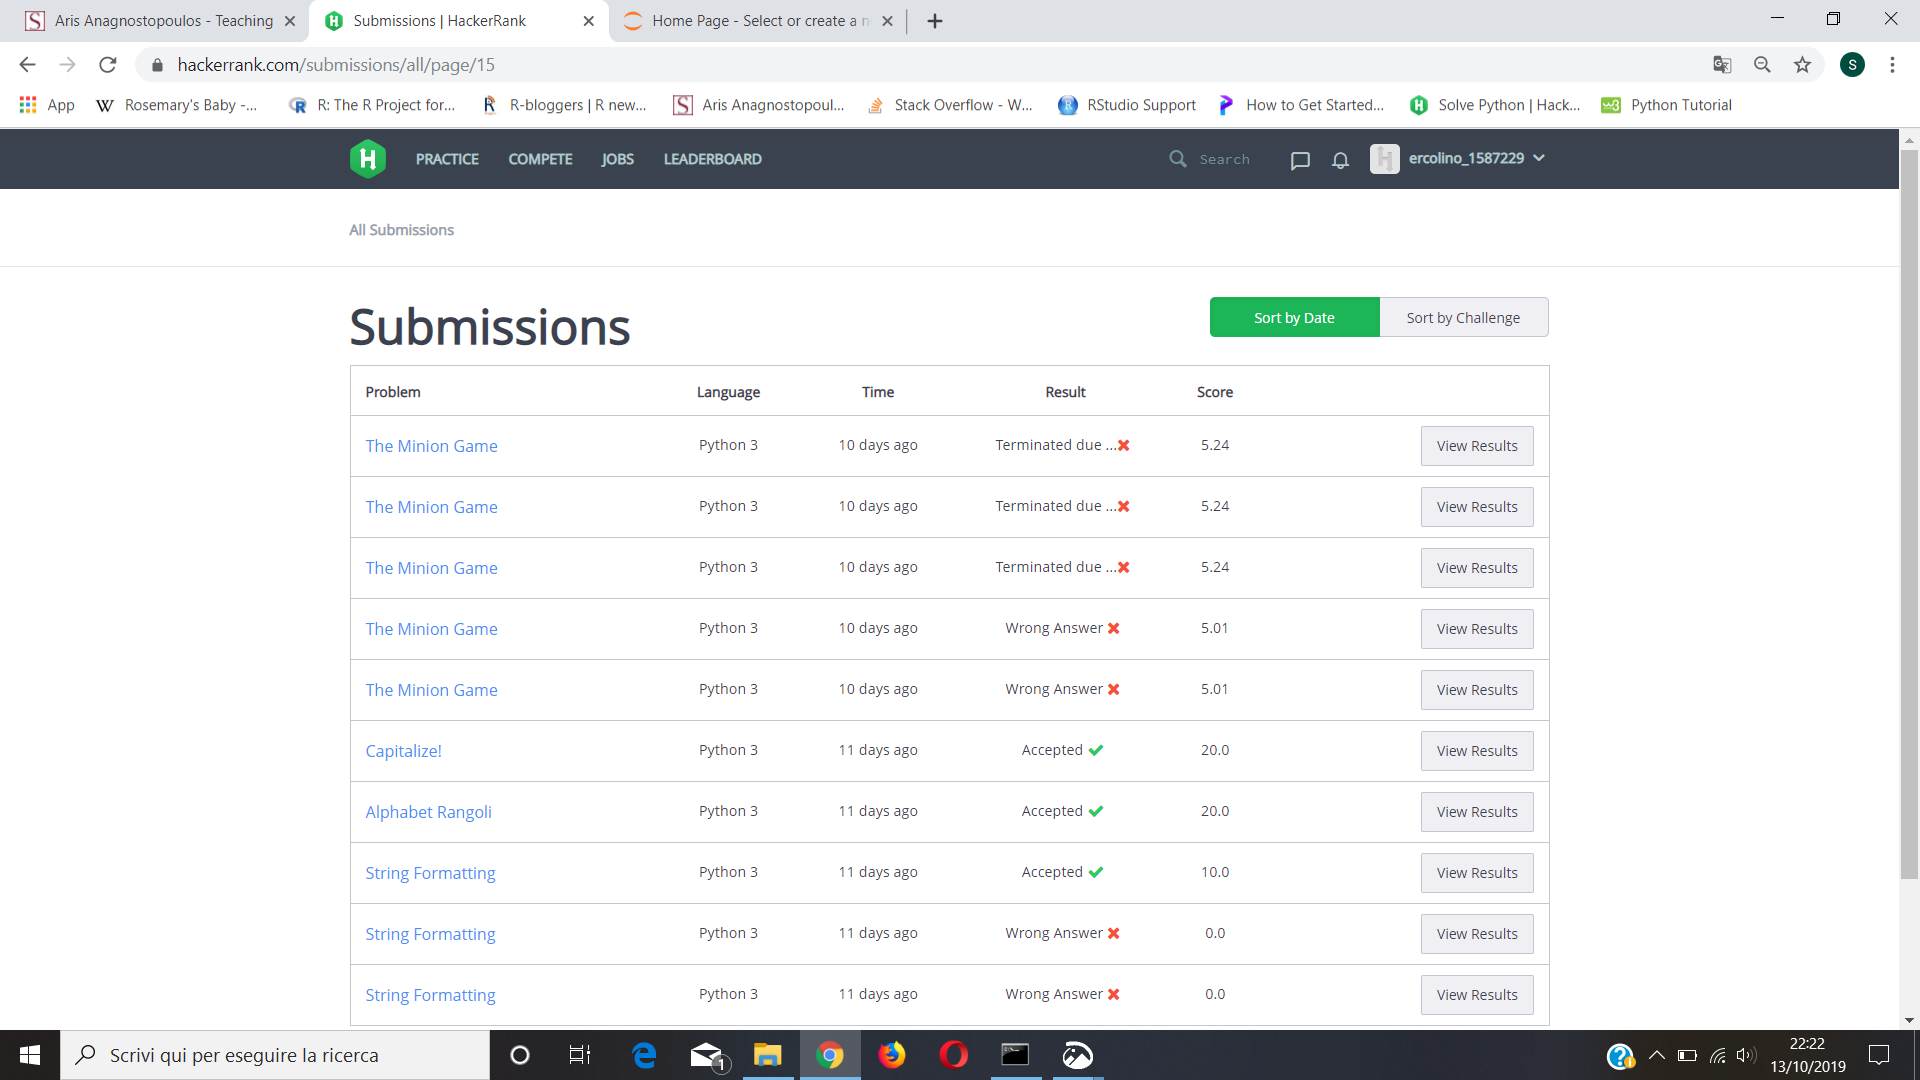 Aris Anagnostopoulos - Teaching
Submissions | HackerRank
Home Page - Select or create a n
hackerrank.com/submissions/all/page/15
S
App
Rosemary's Baby -...
R: The R Project for...
R-bloggers | R new...
Aris Anagnostopoul...
Stack Overflow - W...
RStudio Support
How to Get Started...
Solve Python | Hack...
Python Tutorial
PRACTICE COMPETE JOBS LEADERBOARD
Search
ercolino_1587229
All Submissions
Submissions
Sort by Date Sort by Challenge
Problem Language Time Result Score
The Minion Game Python 3 10 days ago Terminated due ... 5.24 View Results
The Minion Game Python 3 10 days ago Terminated due ... 5.24 View Results
The Minion Game Python 3 10 days ago Terminated due ... 5.24 View Results
The Minion Game Python 3 10 days ago Wrong Answer 5.01 View Results
The Minion Game Python 3 10 days ago Wrong Answer 5.01 View Results
Capitalize! Python 3 11 days ago Accepted 20.0 View Results
Alphabet Rangoli Python 3 11 days ago Accepted 20.0 View Results
String Formatting Python 3 11 days ago Accepted 10.0 View Results
String Formatting Python 3 11 days ago Wrong Answer 0.0 View Results
String Formatting Python 3 11 days ago Wrong Answer 0.0 View Results
Scrivi qui per eseguire la ricerca
1
22:22
13/10/2019